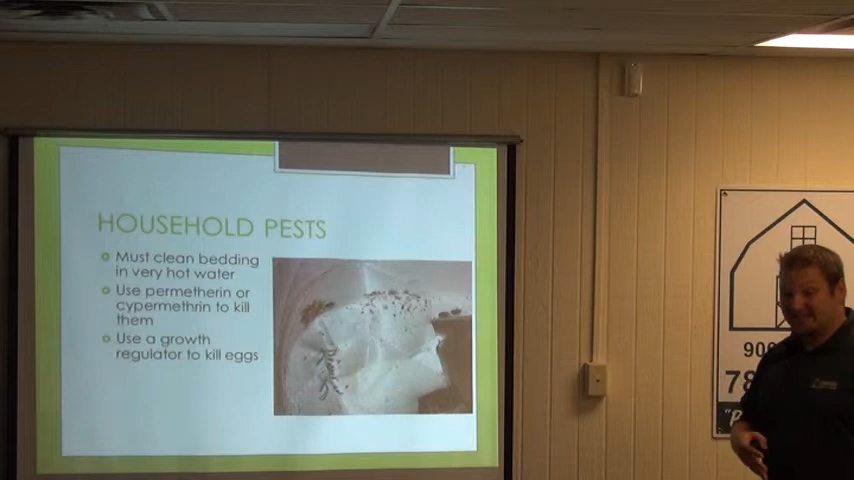 HOUSEHOLD PESTS
Must clean bedding
in very hot water
Use permetherin or
cypermethrin to kill
them
Use a growth
regulator to kill eggs
900
78